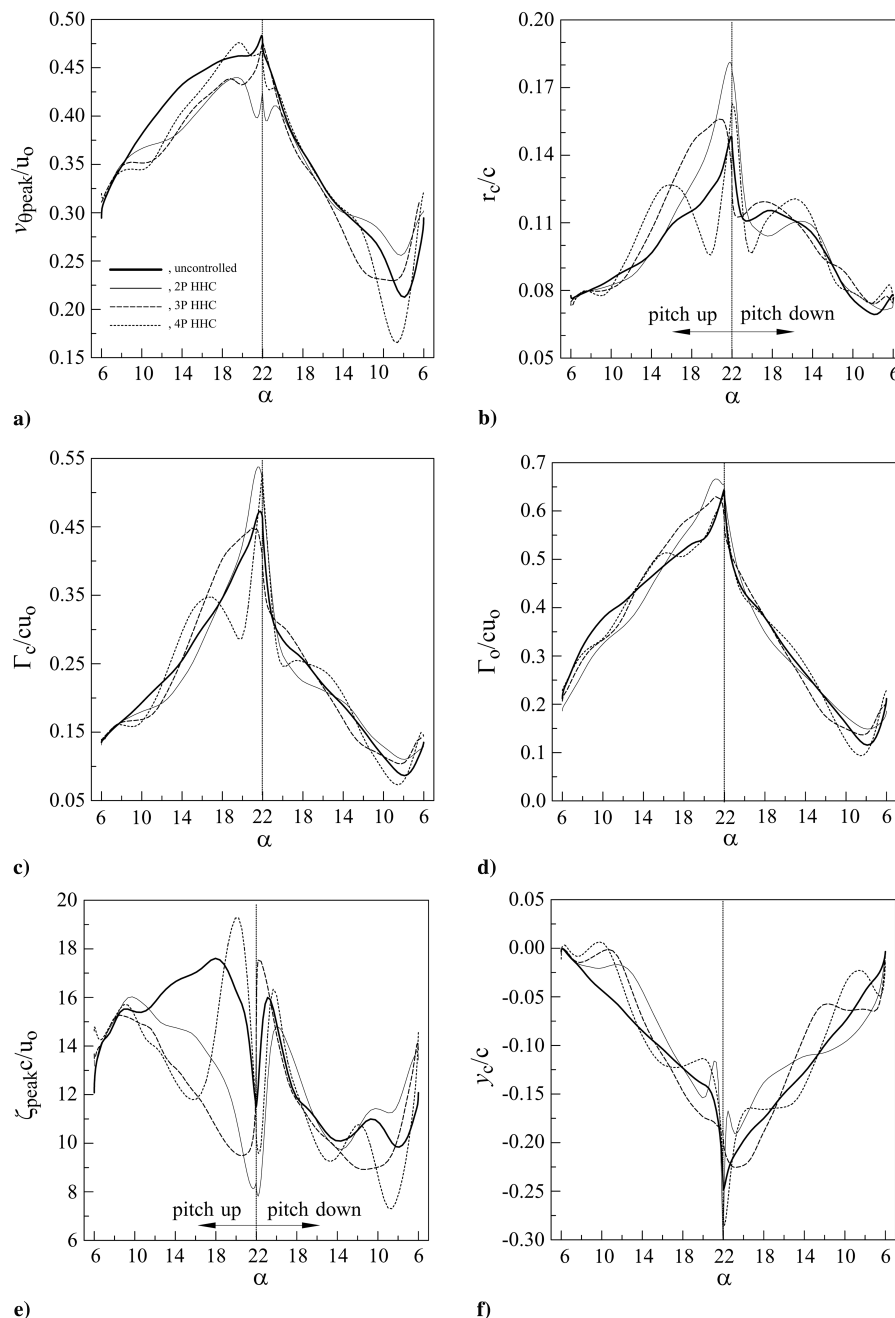 0.50
0.45
0.40
0.35
0.30
0.25
0.20
0.15
vθpeak/uo
, uncontrolled
, 2P HHC
, 3P HHC
, 4P HHC
6 10 14 18 22 18 14 10 6
α
a)
0.20
0.17
0.14
0.11
0.08
0.05
rc/c
pitch up pitch down
6 10 14 18 22 18 14 10 6
α
b)
0.55
0.45
0.35
0.25
0.15
0.05
Γc/cuo
6 10 14 18 22 18 14 10 6
α
c)
0.7
0.6
0.5
0.4
0.3
0.2
0.1
0.0
Γo/cuo
6 10 14 18 22 18 14 10 6
α
d)
20
18
16
14
12
10
8
6
ζpeakc/uo
pitch up pitch down
6 10 14 18 22 18 14 10 6
α
e)
0.05
0.00
-0.05
-0.10
-0.15
-0.20
-0.25
-0.30
yc/c
6 10 14 18 22 18 14 10 6
α
f)